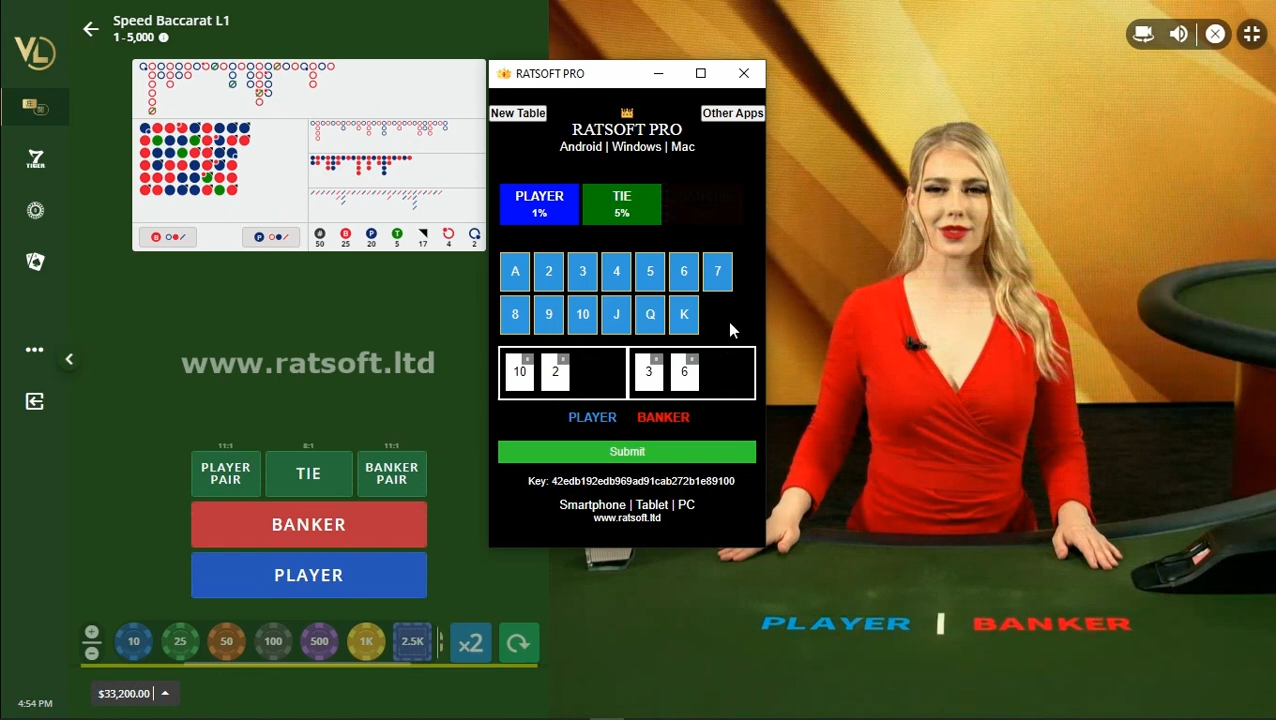 VL
Speed Baccarat L1
1 - 5,000
7
TIGER
B
P
# B P T
50 25 20 5 17 4 2
RATSOFT PRO
New Table
Other Apps
RATSOFT PRO
Android | Windows | Mac
PLAYER
1%
TIE
5%
A 2 3 4 5 6 7
8 9 10 J Q K
10 2 3 6
PLAYER BANKER
Submit
Key: 42edb192edb969ad91cab272b1e89100
Smartphone | Tablet | PC
www.ratsoft.ltd
www.ratsoft.ltd
11:1 8:1 11:1
PLAYER PAIR
TIE
BANKER PAIR
BANKER
PLAYER
10 25 50 100 500 1K 2.5K x2
$33,200.00
4:54 PM
PLAYER | BANKER